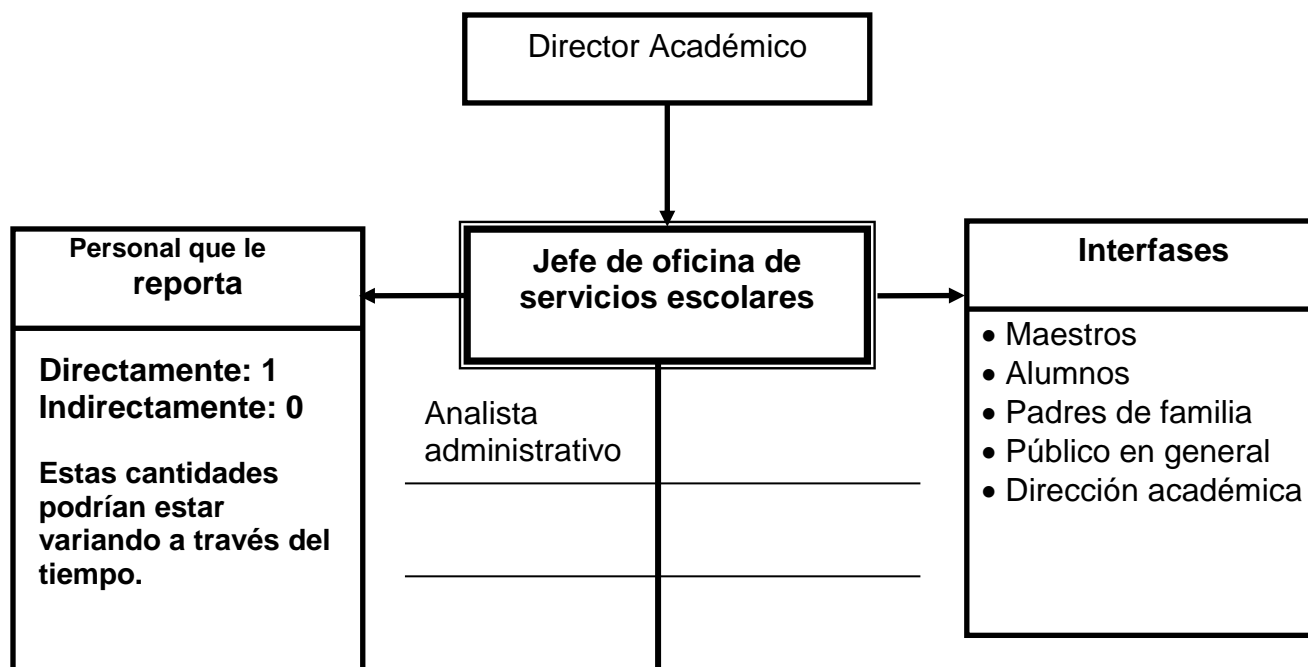 Director Académico
Personal que le
reporta
Directamente: 1
Indirectamente: 0
Estas cantidades
podrían estar
variando a través del
tiempo.
Jefe de oficina de
servicios escolares
Analista
administrativo
Interfases
• Maestros
• Alumnos
• Padres de familia
• Público en general
• Dirección académica